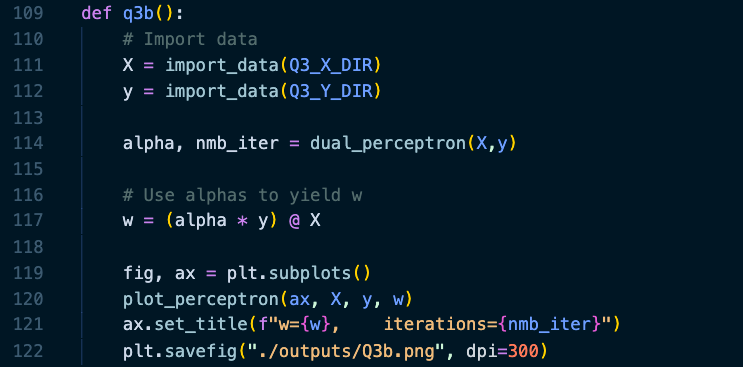 109 def q3b():
110 # Import data
111 X = import_data(Q3_X_DIR)
112 y = import_data(Q3_Y_DIR)
113
114 alpha, nmb_iter = dual_perceptron(X,y)
115
116 # Use alphas to yield w
117 w = (alpha * y) @ X
118
119 fig, ax = plt.subplots()
120 plot_perceptron(ax, X, y, w)
121 ax.set_title(f"w={w},    iterations={nmb_iter}")
122 plt.savefig("./outputs/Q3b.png", dpi=300)